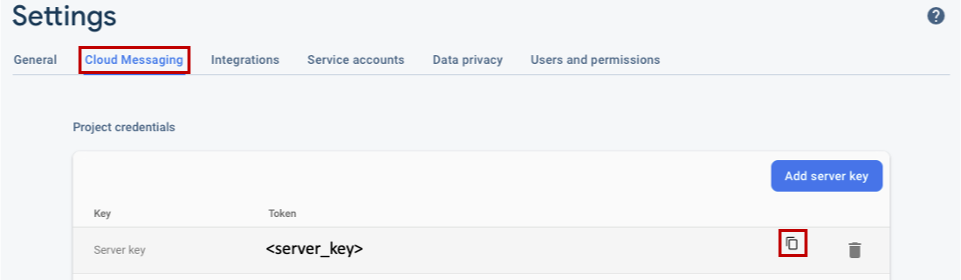 Settings
?
General Cloud Messaging Integrations Service accounts Data privacy Users and permissions
Project credentials
Add server key
Key Token
Server key <server_key>